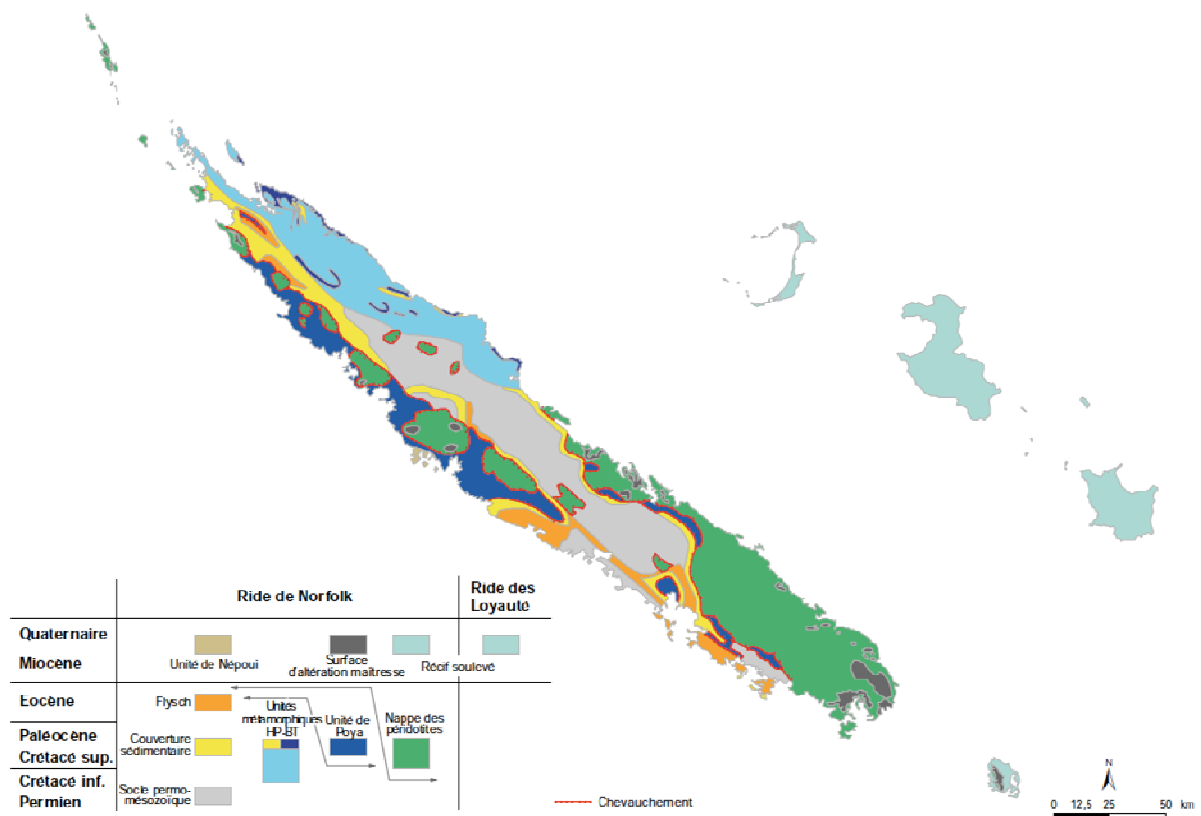 Ride de Norfolk
Ride des
Loyauté
Quaternaire
Miocène
Unité de Népoui
Surface
d'altération maîtresse
Récif soulevé
Eocène
Flysch
Unités
métamorphiques
HP-BT
Unité de
Poya
Nappe des
péridotites
Paléocène
Crétacé sup.
Couverture
sédimentaire
Crétacé inf.
Permien
Socle permo-
mésozoïque
Chevauchement
N
0 12,5 25 50 km